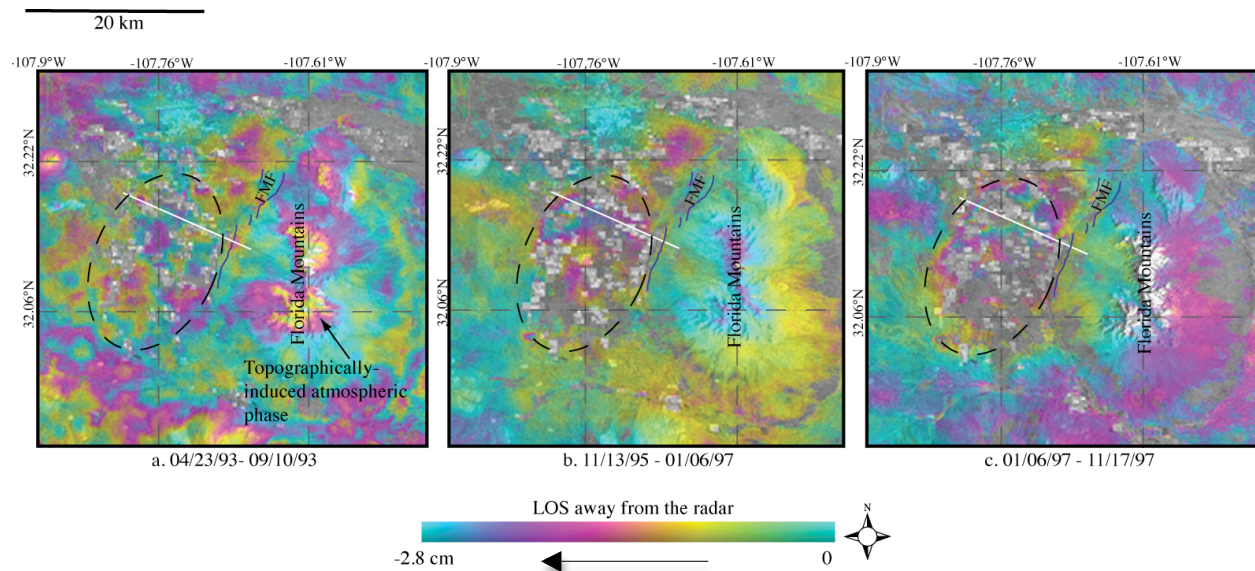 20 km
-107.9°W
-107.76°W
-107.61°W
-107.9°W
-107.76°W
-107.61°W
-107.9°W
-107.76°W
-107.61°W
32.22°N
32.06°N
FMF
Florida Mountains
Topographically-
induced atmospheric
phase
32.22°N
32.06°N
FMF
Florida Mountains
32.22°N
32.06°N
FMF
Florida Mountains
a. 04/23/93- 09/10/93
b. 11/13/95 - 01/06/97
c. 01/06/97 - 11/17/97
LOS away from the radar
N
-2.8 cm
0